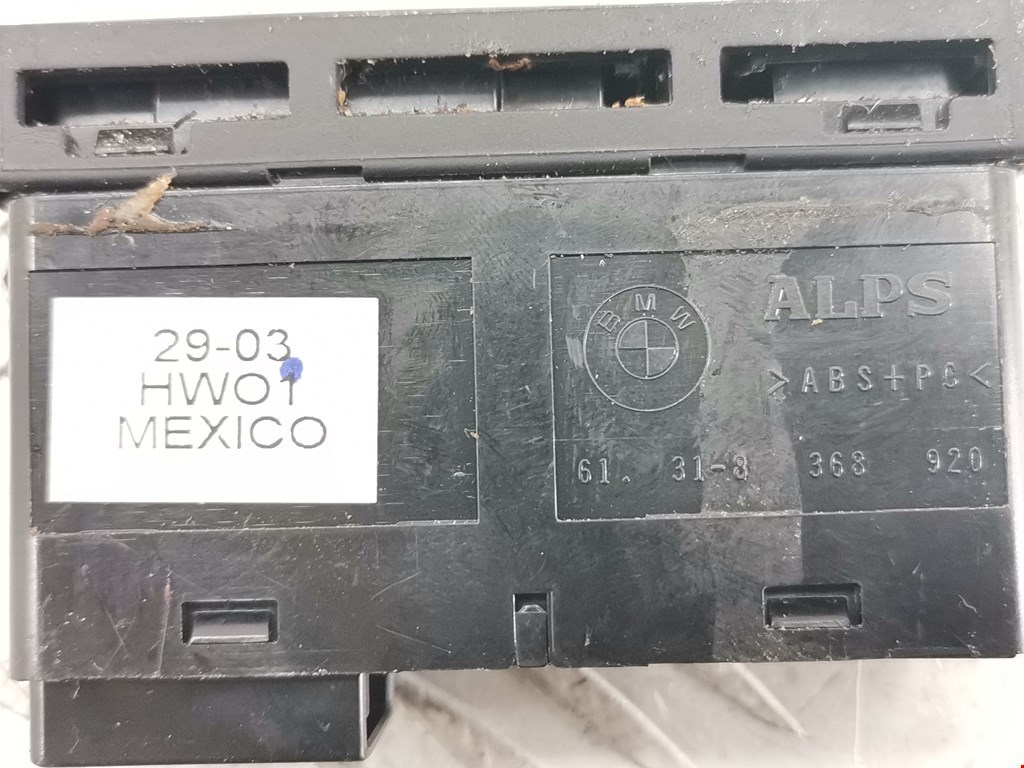 29-03
HW01
MEXICO
BMW
ALPS
>ABS+PC<
61. 31-8 368 920